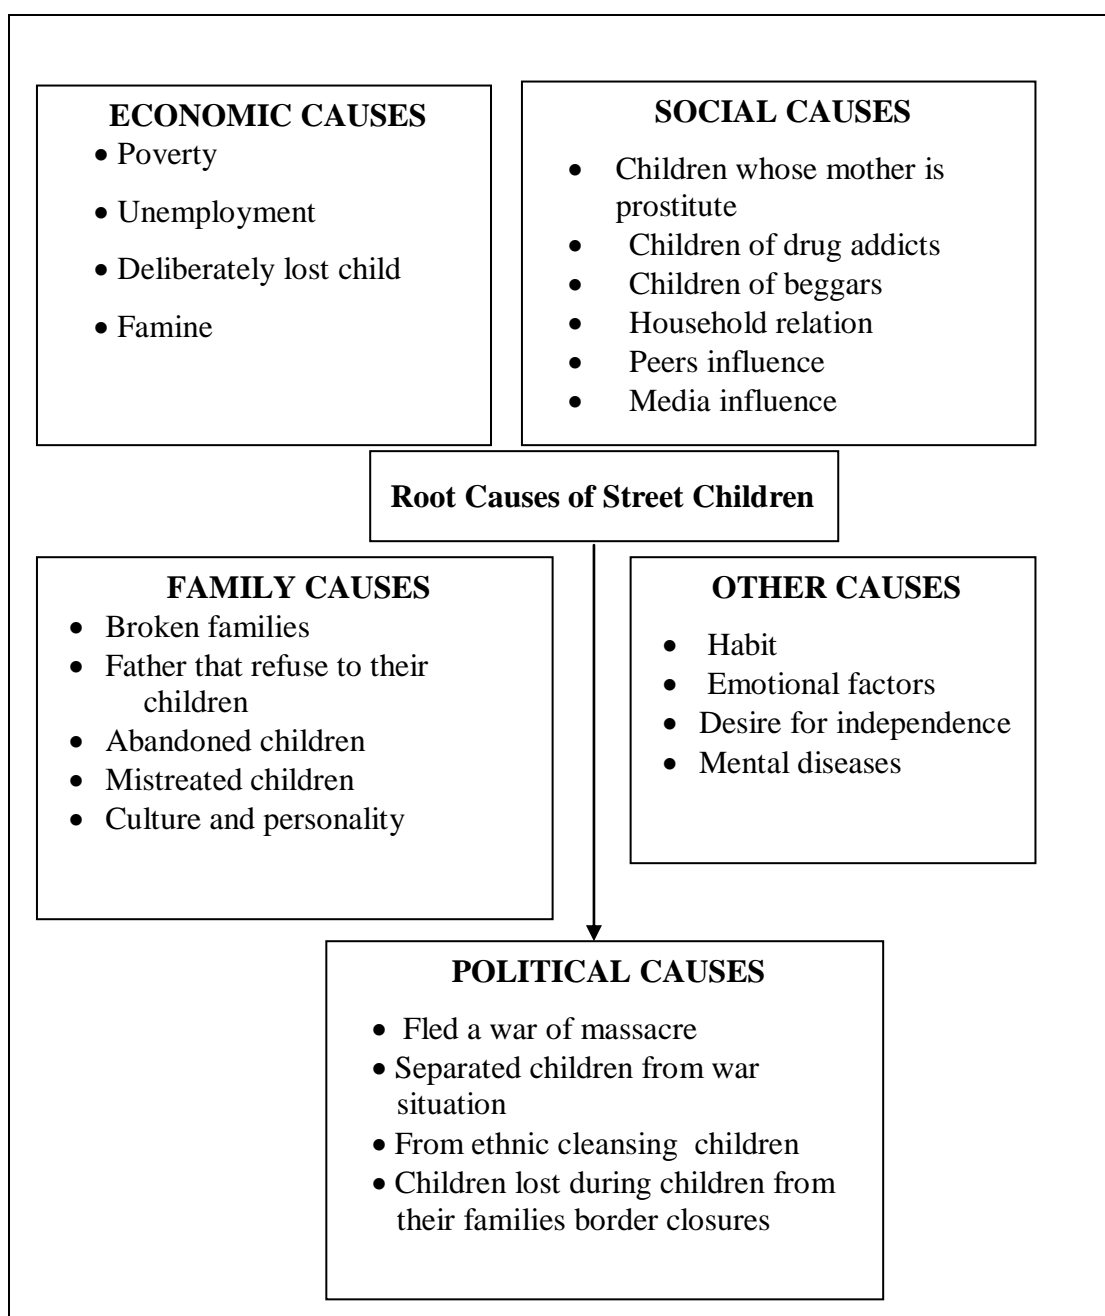 ECONOMIC CAUSES
• Poverty
• Unemployment
• Deliberately lost child
• Famine
SOCIAL CAUSES
• Children whose mother is
prostitute
• Children of drug addicts
• Children of beggars
• Household relation
• Peers influence
• Media influence
Root Causes of Street Children
FAMILY CAUSES
• Broken families
• Father that refuse to their
children
• Abandoned children
• Mistreated children
• Culture and personality
OTHER CAUSES
• Habit
• Emotional factors
• Desire for independence
• Mental diseases
POLITICAL CAUSES
• Fled a war of massacre
• Separated children from war
situation
• From ethnic cleansing children
• Children lost during children from
their families border closures